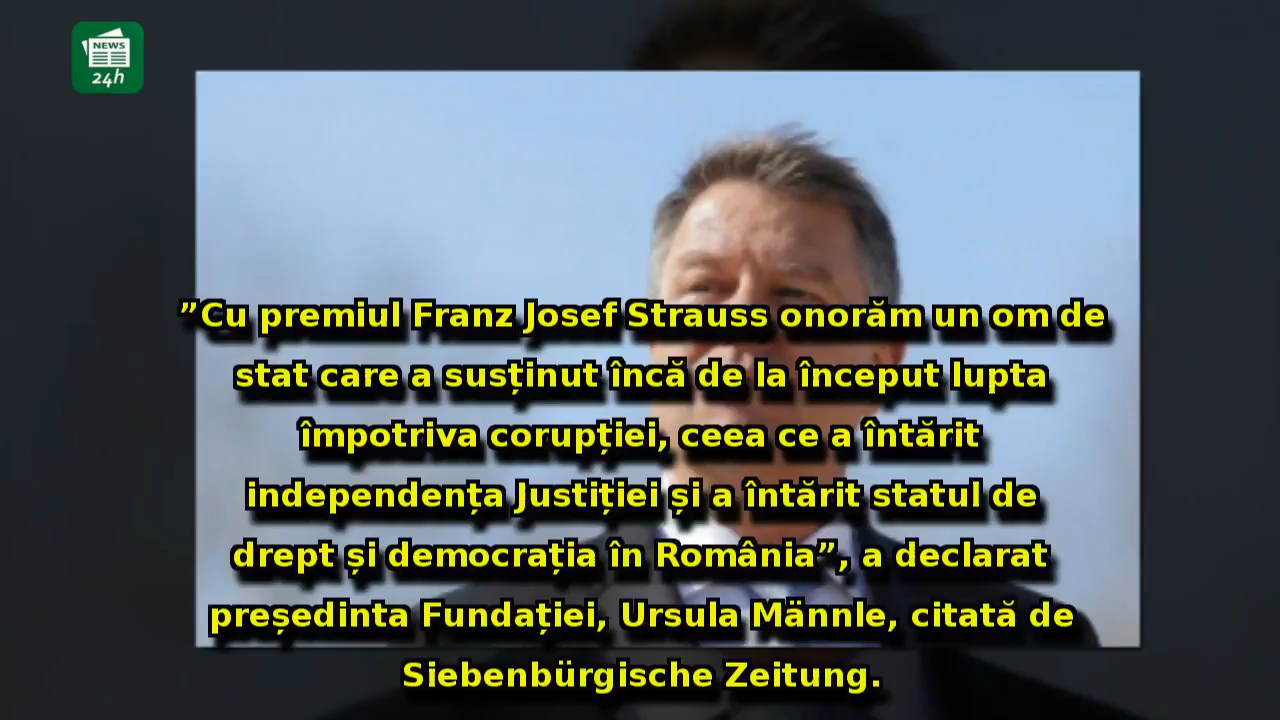 NEWS
24h
”Cu premiul Franz Josef Strauss onorăm un om de
stat care a susținut încă de la început lupta
împotriva corupției, ceea ce a întărit
independența Justiției și a întărit statul de
drept și democrația în România”, a declarat
președinta Fundației, Ursula Männle, citată de
Siebenbürgische Zeitung.